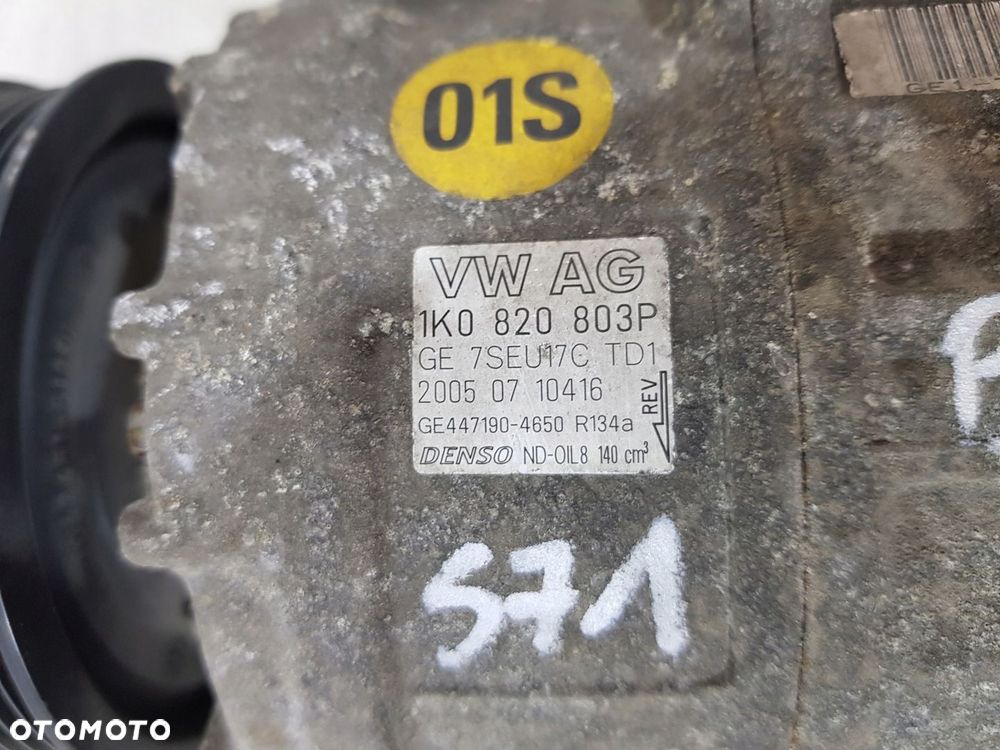 01S
VW AG
1K0 820 803P
GE 7SEU17C TD1
2005 07 10416
GE447190-4650 R134a
REV
DENSO ND-OIL8 140 cm³
S71
OTOMOTO